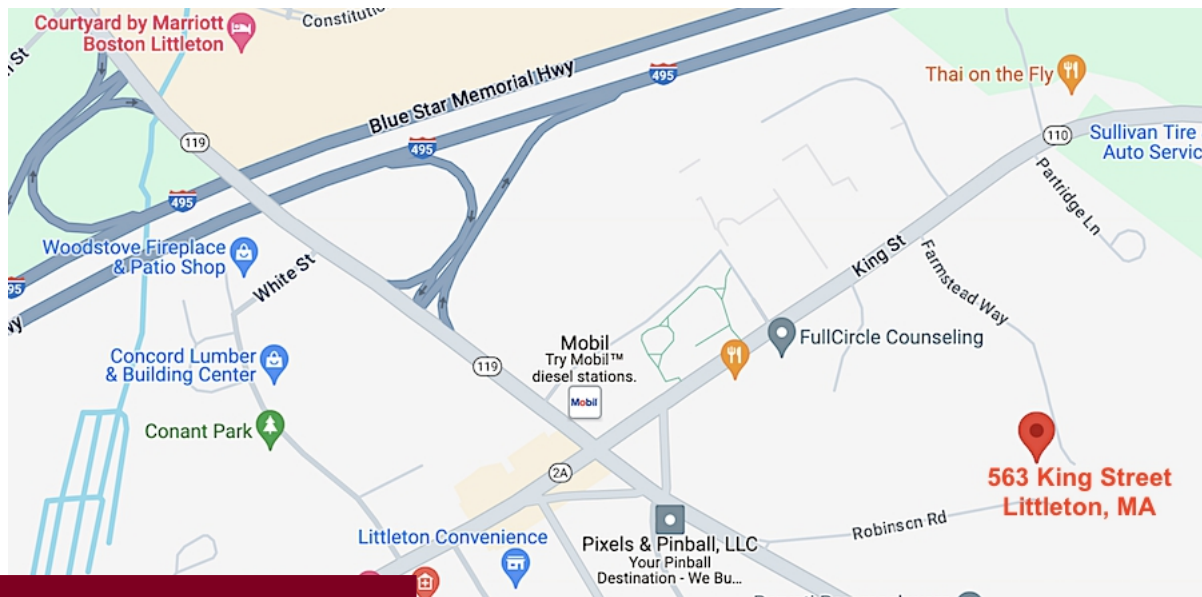 Courtyard by Marriott
Boston Littleton
St
119
Blue Star Memorial Hwy
495
495
495
95
Thai on the Fly
110
Sullivan Tire
Auto Servic
Partridge Ln
King St
Farmstead Way
Woodstove Fireplace
& Patio Shop
White St
Mobil
Try Mobil™
diesel stations.
Mobil
FullCircle Counseling
119
Concord Lumber
& Building Center
Conant Park
2A
563 King Street
Littleton, MA
Robinson Rd
Littleton Convenience
Pixels & Pinball, LLC
Your Pinball
Destination - We Bu...